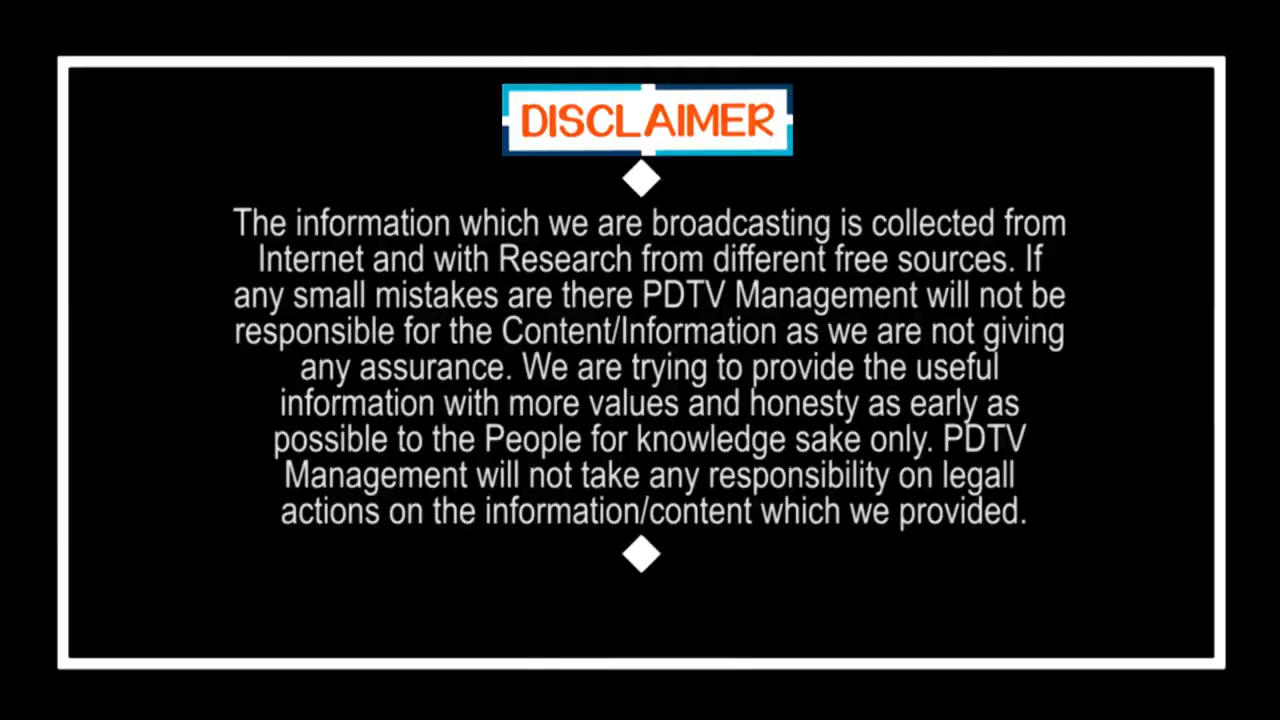 DISCLAIMER
The information which we are broadcasting is collected from
Internet and with Research from different free sources. If
any small mistakes are there PDTV Management will not be
responsible for the Content/Information as we are not giving
any assurance. We are trying to provide the useful
information with more values and honesty as early as
possible to the People for knowledge sake only. PDTV
Management will not take any responsibility on legall
actions on the information/content which we provided.